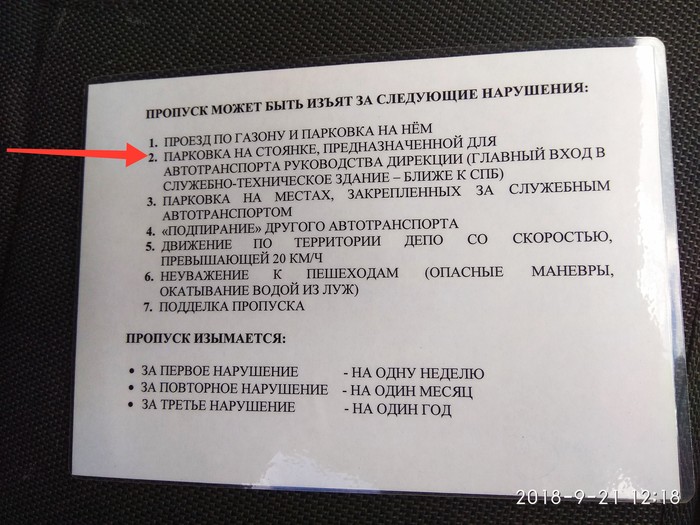 ПРОПУСК МОЖЕТ БЫТЬ ИЗЪЯТ ЗА СЛЕДУЮЩИЕ НАРУШЕНИЯ:
1. ПРОЕЗД ПО ГАЗОНУ И ПАРКОВКА НА НЁМ
2. ПАРКОВКА НА СТОЯНКЕ, ПРЕДНАЗНАЧЕННОЙ ДЛЯ
АВТОТРАНСПОРТА РУКОВОДСТВА ДИРЕКЦИИ (ГЛАВНЫЙ ВХОД В
СЛУЖЕБНО-ТЕХНИЧЕСКОЕ ЗДАНИЕ – БЛИЖЕ К СПБ)
3. ПАРКОВКА НА МЕСТАХ, ЗАКРЕПЛЕННЫХ ЗА СЛУЖЕБНЫМ
АВТОТРАНСПОРТОМ
4. «ПОДПИРАНИЕ» ДРУГОГО АВТОТРАНСПОРТА
5. ДВИЖЕНИЕ ПО ТЕРРИТОРИИ ДЕПО СО СКОРОСТЬЮ,
ПРЕВЫШАЮЩЕЙ 20 КМ/Ч
6. НЕУВАЖЕНИЕ К ПЕШЕХОДАМ (ОПАСНЫЕ МАНЕВРЫ,
ОКАТЫВАНИЕ ВОДОЙ ИЗ ЛУЖ)
7. ПОДДЕЛКА ПРОПУСКА
ПРОПУСК ИЗЫМАЕТСЯ:
• ЗА ПЕРВОЕ НАРУШЕНИЕ - НА ОДНУ НЕДЕЛЮ
• ЗА ПОВТОРНОЕ НАРУШЕНИЕ - НА ОДИН МЕСЯЦ
• ЗА ТРЕТЬЕ НАРУШЕНИЕ - НА ОДИН ГОД
2018-9-21 12:18